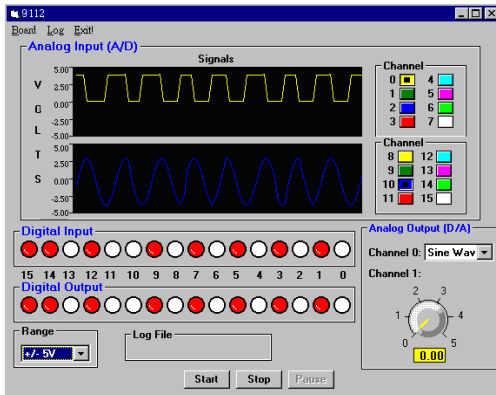 9112
Board Log Exit!
Analog Input (A/D)
Signals
V O L T S
5.00
2.50
0.00
-2.50
-5.00
5.00
2.50
0.00
-2.50
-5.00
Channel
0 4
1 5
2 6
3 7
Channel
8 12
9 13
10 14
11 15
Digital Input
15 14 13 12 11 10 9 8 7 6 5 4 3 2 1 0
Digital Output
Analog Output (D/A)
Channel 0: Sine Wav
Channel 1:
0 1 2 3 4 5
0.00
Range
+/- 5V
Log File
Start Stop Pause